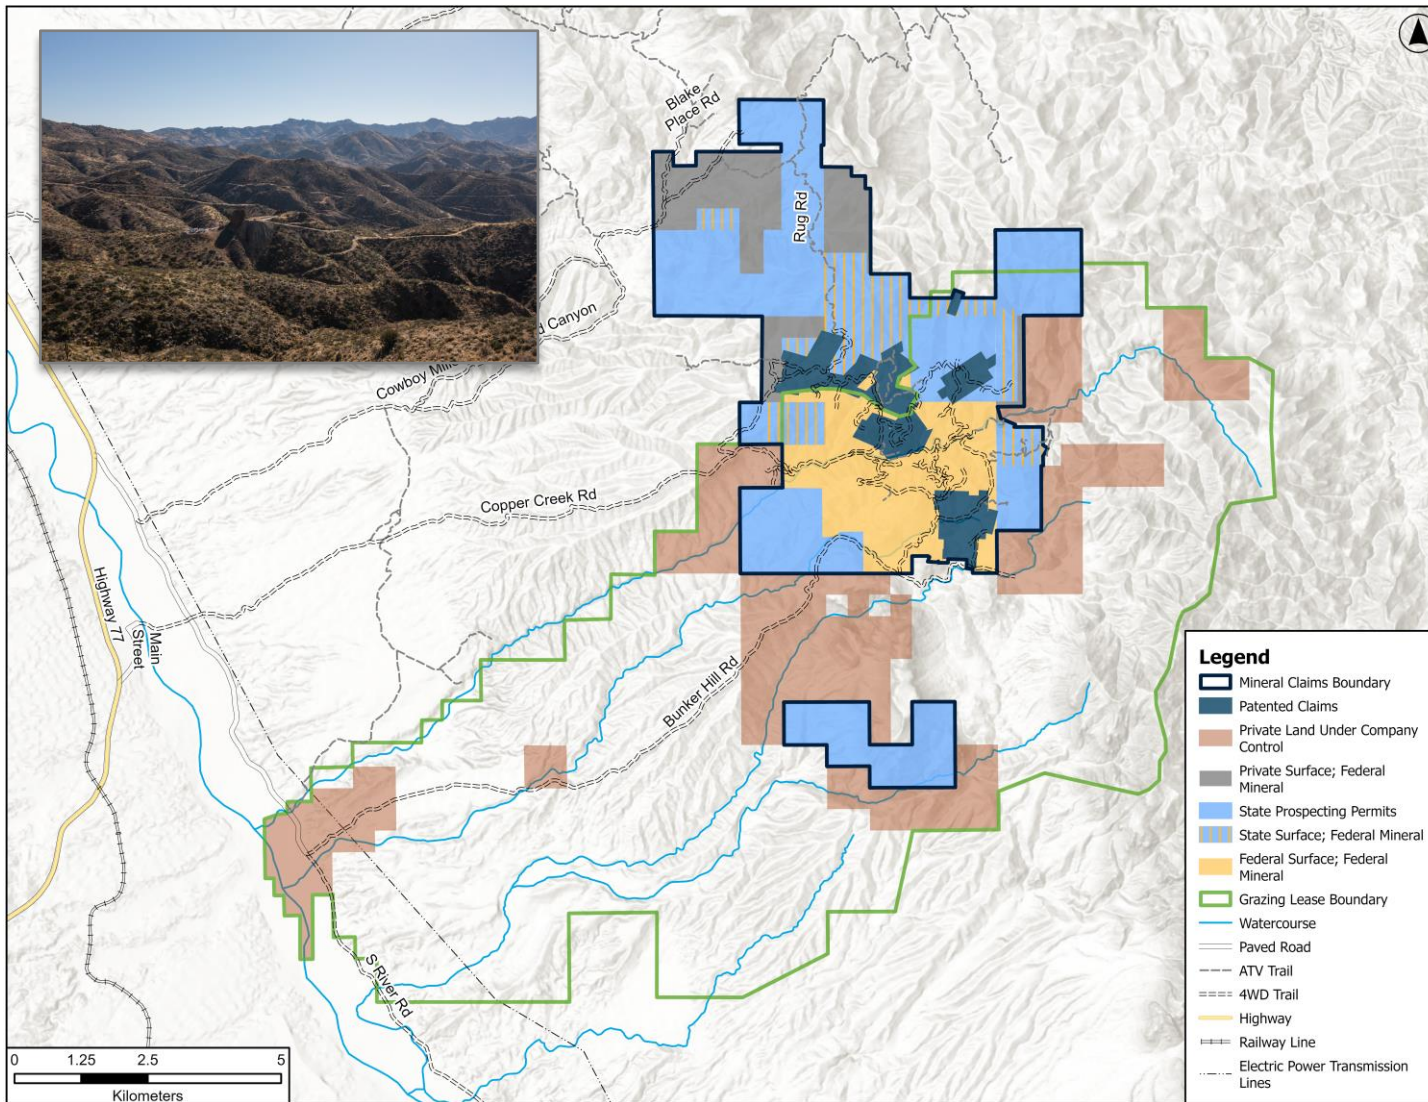 Blake
Place Rd
Rug Rd
d Canyon
Cowboy Mill
Copper Creek Rd
Highway 77
Main
Street
Bunker Hill Rd
S River Rd
Legend
Mineral Claims Boundary
Patented Claims
Private Land Under Company
Control
Private Surface; Federal
Mineral
State Prospecting Permits
State Surface; Federal Mineral
Federal Surface; Federal
Mineral
Grazing Lease Boundary
Watercourse
Paved Road
ATV Trail
4WD Trail
Highway
Railway Line
Electric Power Transmission
Lines
0 1.25 2.5 5
Kilometers